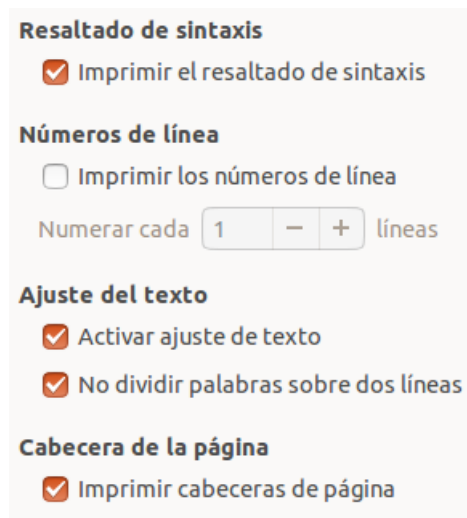 Resaltado de sintaxis
Imprimir el resaltado de sintaxis
Números de línea
Imprimir los números de línea
Numerar cada 1 − + líneas
Ajuste del texto
Activar ajuste de texto
No dividir palabras sobre dos líneas
Cabecera de la página
Imprimir cabeceras de página